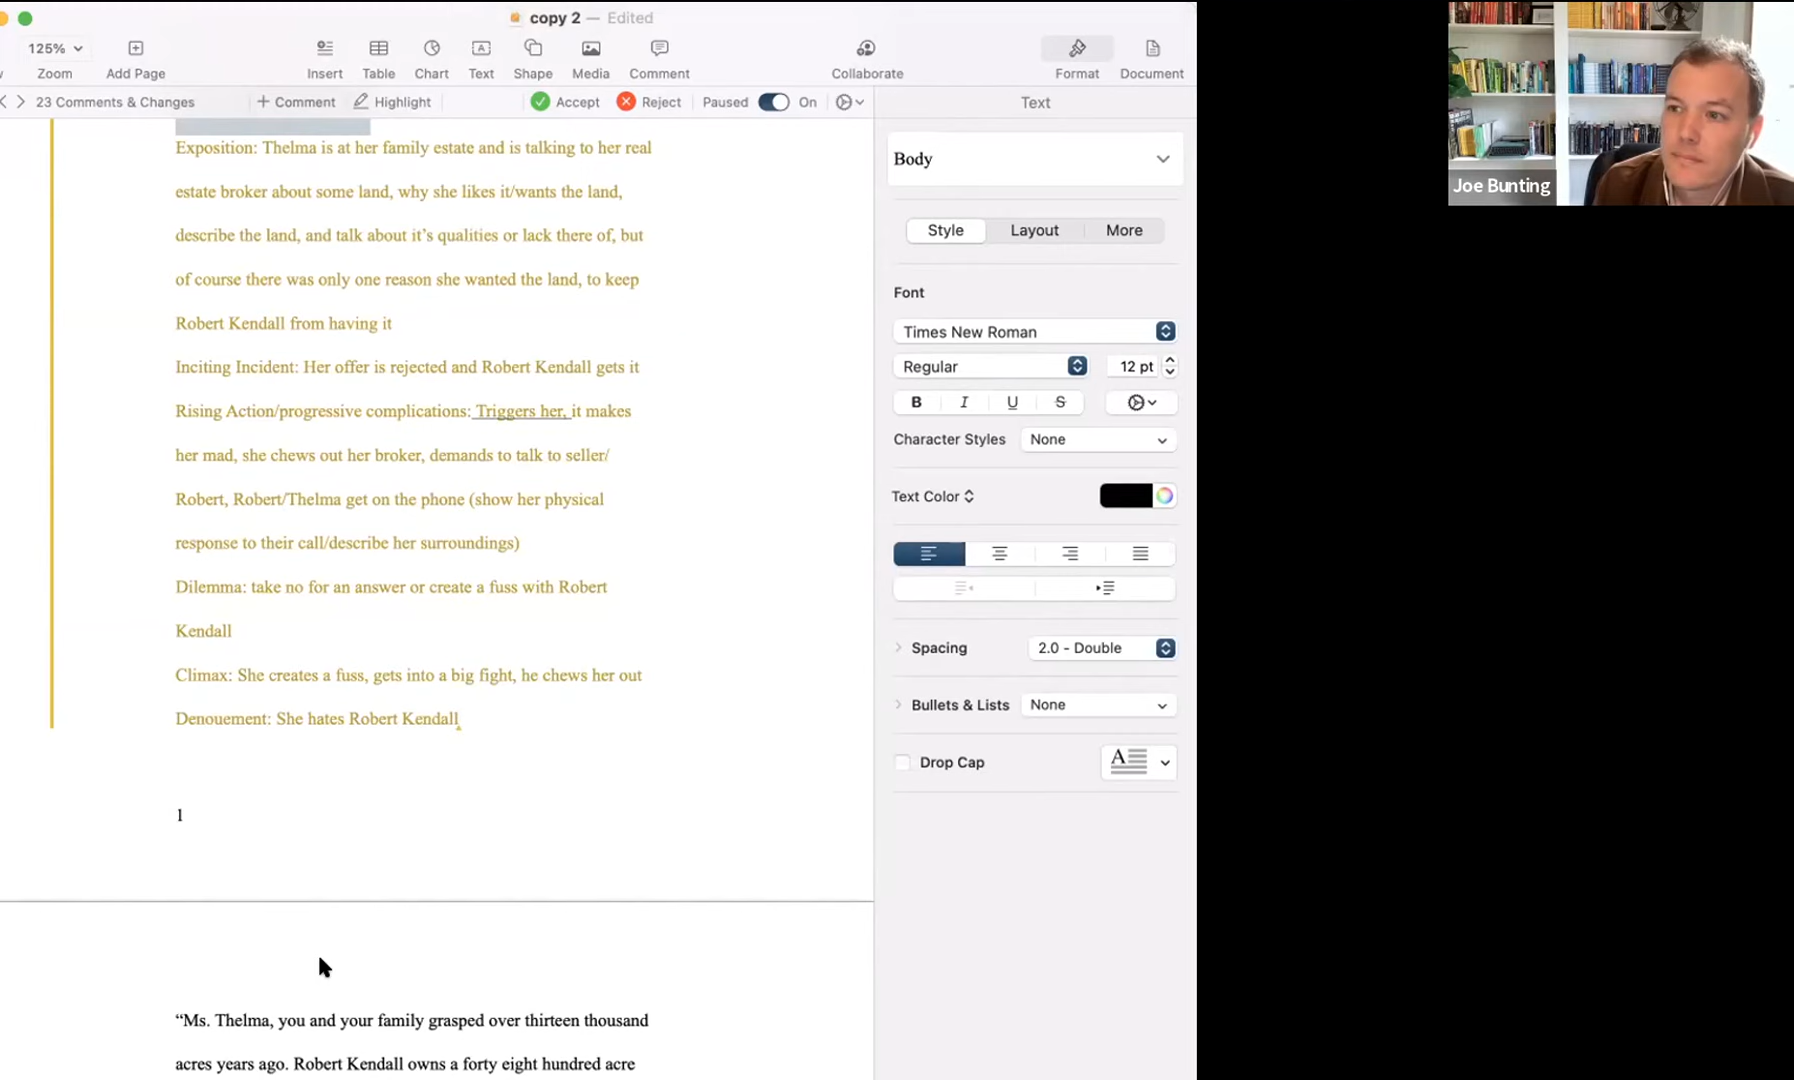 copy 2 — Edited
125%
Zoom
Add Page
Insert
Table
Chart
Text
Shape
Media
Comment
Collaborate
Format
Document
23 Comments & Changes
+ Comment
Highlight
Accept
Reject
Paused
On
Text
Exposition: Thelma is at her family estate and is talking to her real
estate broker about some land, why she likes it/wants the land,
describe the land, and talk about it’s qualities or lack there of, but
of course there was only one reason she wanted the land, to keep
Robert Kendall from having it
Inciting Incident: Her offer is rejected and Robert Kendall gets it
Rising Action/progressive complications: Triggers her, it makes
her mad, she chews out her broker, demands to talk to seller/
Robert, Robert/Thelma get on the phone (show her physical
response to their call/describe her surroundings)
Dilemma: take no for an answer or create a fuss with Robert
Kendall
Climax: She creates a fuss, gets into a big fight, he chews her out
Denouement: She hates Robert Kendall
1
“Ms. Thelma, you and your family grasped over thirteen thousand
acres years ago. Robert Kendall owns a forty eight hundred acre
Body
Style
Layout
More
Font
Times New Roman
Regular
12 pt
B
I
U
S
Character Styles
None
Text Color
Spacing
2.0 - Double
Bullets & Lists
None
Drop Cap
A
Joe Bunting